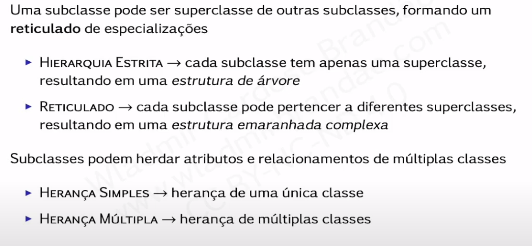 Uma subclasse pode ser superclasse de outras subclasses, formando um
reticulado de especializações
▸ Hierarquia Estrita → cada subclasse tem apenas uma superclasse,
resultando em uma estrutura de árvore
▸ Reticulado → cada subclasse pode pertencer a diferentes superclasses,
resultando em uma estrutura emaranhada complexa
Subclasses podem herdar atributos e relacionamentos de múltiplas classes
▸ Herança Simples → herança de uma única classe
▸ Herança Múltipla → herança de múltiplas classes